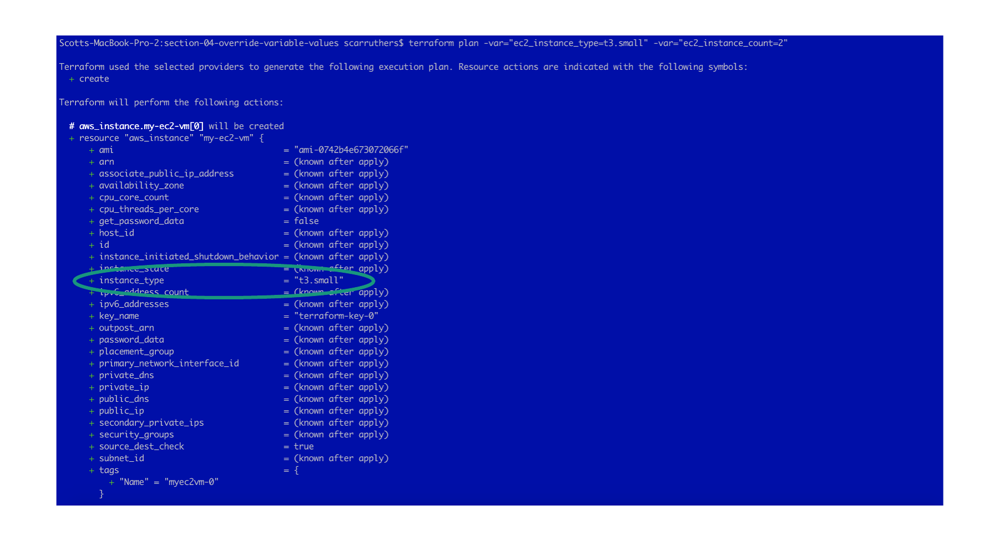 Scotts-MacBook-Pro-2:section-04-override-variable-values scarruthers$ terraform plan -var="ec2_instance_type=t3.small" -var="ec2_instance_count=2"
Terraform used the selected providers to generate the following execution plan. Resource actions are indicated with the following symbols:
+ create
Terraform will perform the following actions:
# aws_instance.my-ec2-vm[0] will be created
+ resource "aws_instance" "my-ec2-vm" {
+ ami = "ami-0742b4e673072066f"
+ arn = (known after apply)
+ associate_public_ip_address = (known after apply)
+ availability_zone = (known after apply)
+ cpu_core_count = (known after apply)
+ cpu_threads_per_core = (known after apply)
+ get_password_data = false
+ host_id = (known after apply)
+ id = (known after apply)
+ instance_initiated_shutdown_behavior = (known after apply)
+ instance_state = (known after apply)
+ instance_type = "t3.small"
+ ipv6_address_count = (known after apply)
+ ipv6_addresses = (known after apply)
+ key_name = "terraform-key-0"
+ outpost_arn = (known after apply)
+ password_data = (known after apply)
+ placement_group = (known after apply)
+ primary_network_interface_id = (known after apply)
+ private_dns = (known after apply)
+ private_ip = (known after apply)
+ public_dns = (known after apply)
+ public_ip = (known after apply)
+ secondary_private_ips = (known after apply)
+ security_groups = (known after apply)
+ source_dest_check = true
+ subnet_id = (known after apply)
+ tags = {
+ "Name" = "myec2vm-0"
}